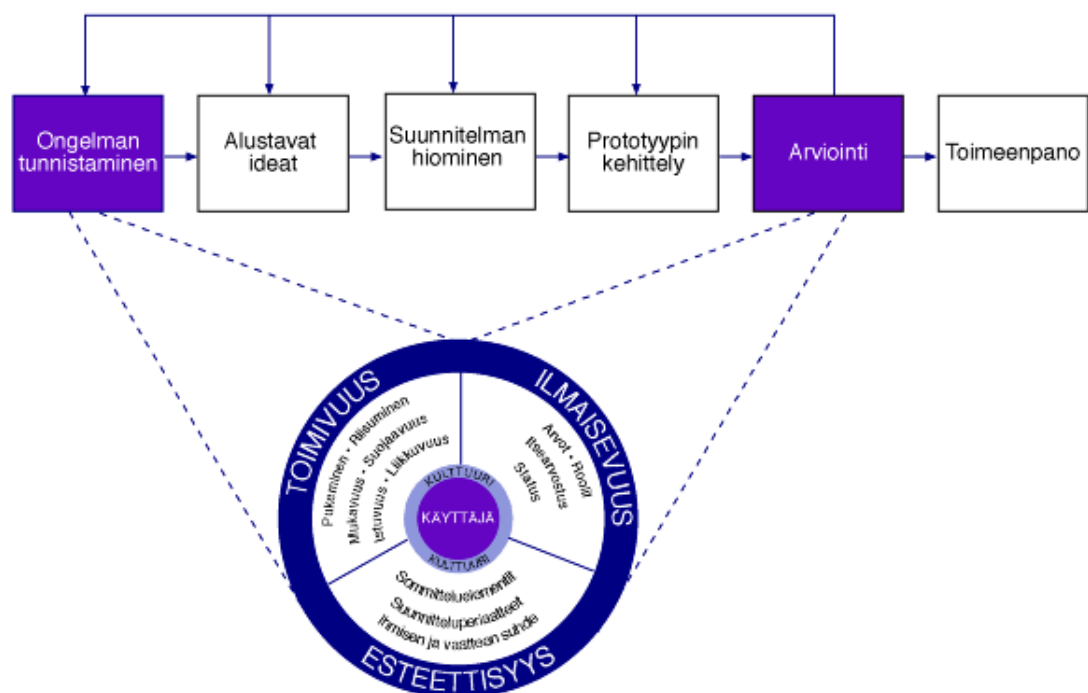 Ongelman
tunnistaminen
Alustavat
ideat
Suunnitelman
hiominen
Prototyypin
kehittely
Arviointi
Toimeenpano
TOIMIVUUS
Pukeminen • Riisuminen
Mukavuus • Suojaavuus
Istuvuus • Liikkuvuus
ILMAISEVUUS
Arvot • Roolit
Itsearvostus
Status
KULTTUURI
KÄYTTÄJÄ
KULTTUURI
Sommitteluelementit
Suunnitteluperiaatteet
Ihmisen ja vaatteen suhde
ESTEETTISYYS